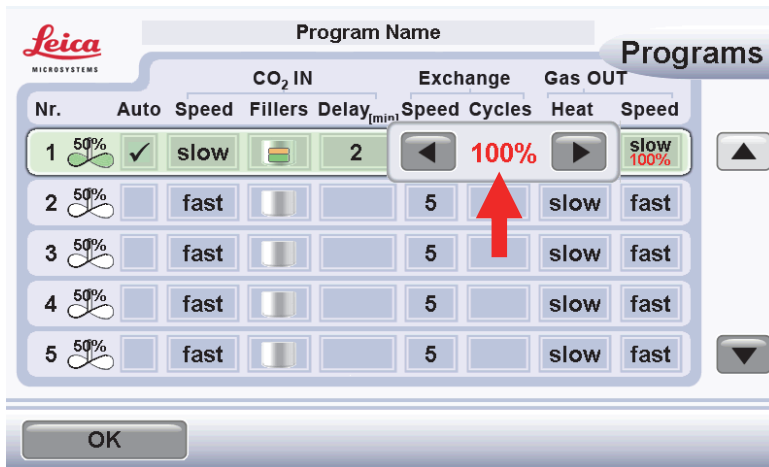 Leica
MICROSYSTEMS
Program Name
Programs
CO₂ IN Exchange Gas OUT
Nr. Auto Speed Fillers Delay[min] Speed Cycles Heat Speed
1 50% ✓ slow 2 100% slow
100%
2 50% fast 5 slow fast
3 50% fast 5 slow fast
4 50% fast 5 slow fast
5 50% fast 5 slow fast
OK